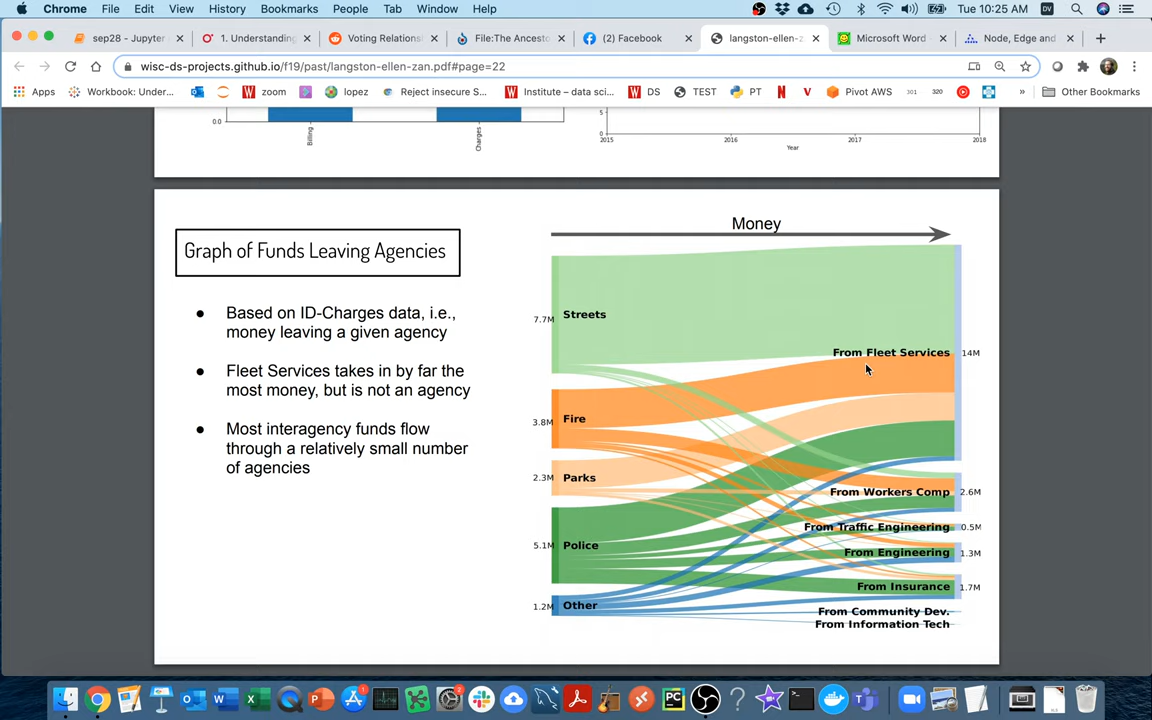 Chrome File Edit View History Bookmarks People Tab Window Help Tue 10:25 AM DV
sep28 - Jupyter
1. Understanding
Voting Relations
File:The Ancesto
(2) Facebook
langston-ellen-z
Microsoft Word
Node, Edge and
wisc-ds-projects.github.io/f19/past/langston-ellen-zan.pdf#page=22
Apps Workbook: Under... zoom lopez Reject insecure S... Institute – data sci... DS TEST PT Pivot AWS 301 320 » Other Bookmarks
0.0
Billing
Charges
5
0
2015 2016 2017 2018
Year
Graph of Funds Leaving Agencies
● Based on ID-Charges data, i.e.,
money leaving a given agency
● Fleet Services takes in by far the
most money, but is not an agency
● Most interagency funds flow
through a relatively small number
of agencies
Money
7.7M Streets
3.8M Fire
2.3M Parks
5.1M Police
1.2M Other
From Fleet Services 14M
From Workers Comp 2.6M
From Traffic Engineering 0.5M
From Engineering 1.3M
From Insurance 1.7M
From Community Dev.
From Information Tech